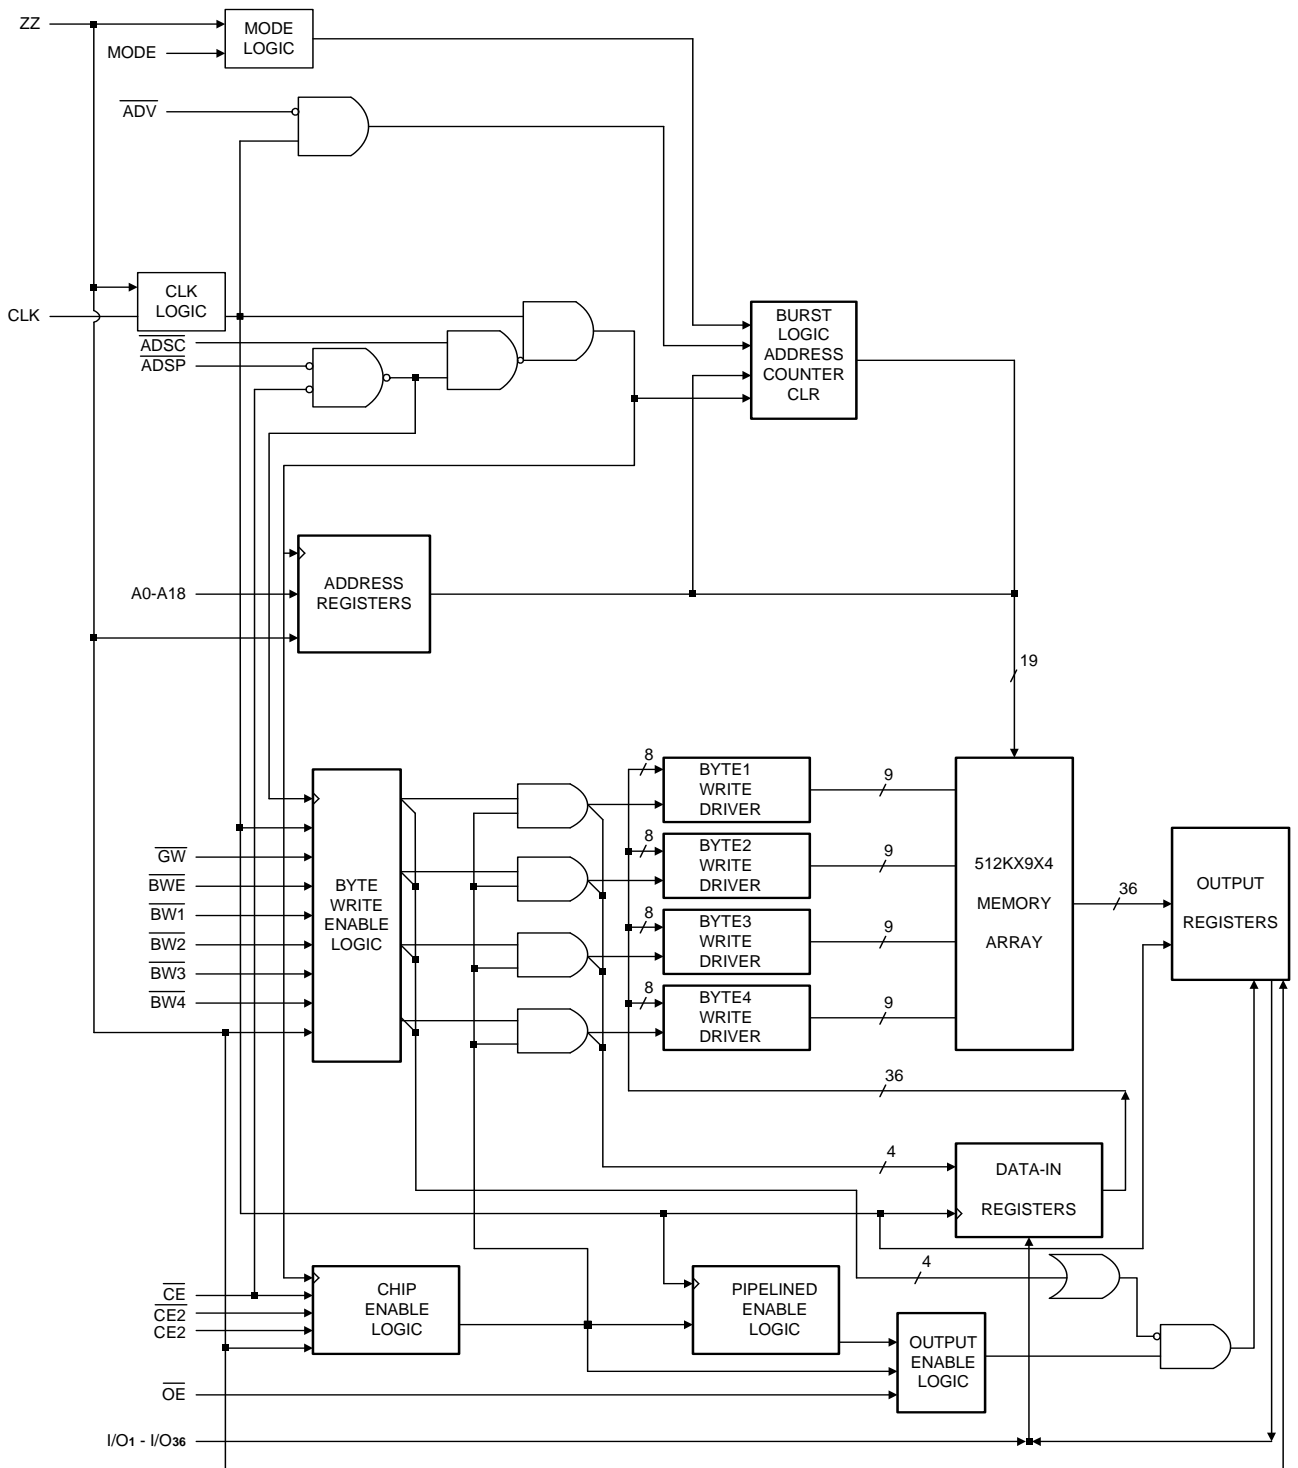 ZZ
MODE
LOGIC
MODE
ADV
CLK
LOGIC
CLK
ADSC
ADSP
BURST
LOGIC
ADDRESS
COUNTER
CLR
A0-A18
ADDRESS
REGISTERS
19
8
BYTE1
WRITE
DRIVER
9
8
BYTE2
WRITE
DRIVER
9
8
BYTE3
WRITE
DRIVER
9
8
BYTE4
WRITE
DRIVER
9
GW
BWE
BW1
BW2
BW3
BW4
BYTE
WRITE
ENABLE
LOGIC
512KX9X4
MEMORY
ARRAY
36
OUTPUT
REGISTERS
36
4
DATA-IN
REGISTERS
4
CE
CE2
CE2
CHIP
ENABLE
LOGIC
PIPELINED
ENABLE
LOGIC
OUTPUT
ENABLE
LOGIC
OE
I/O1 - I/O36